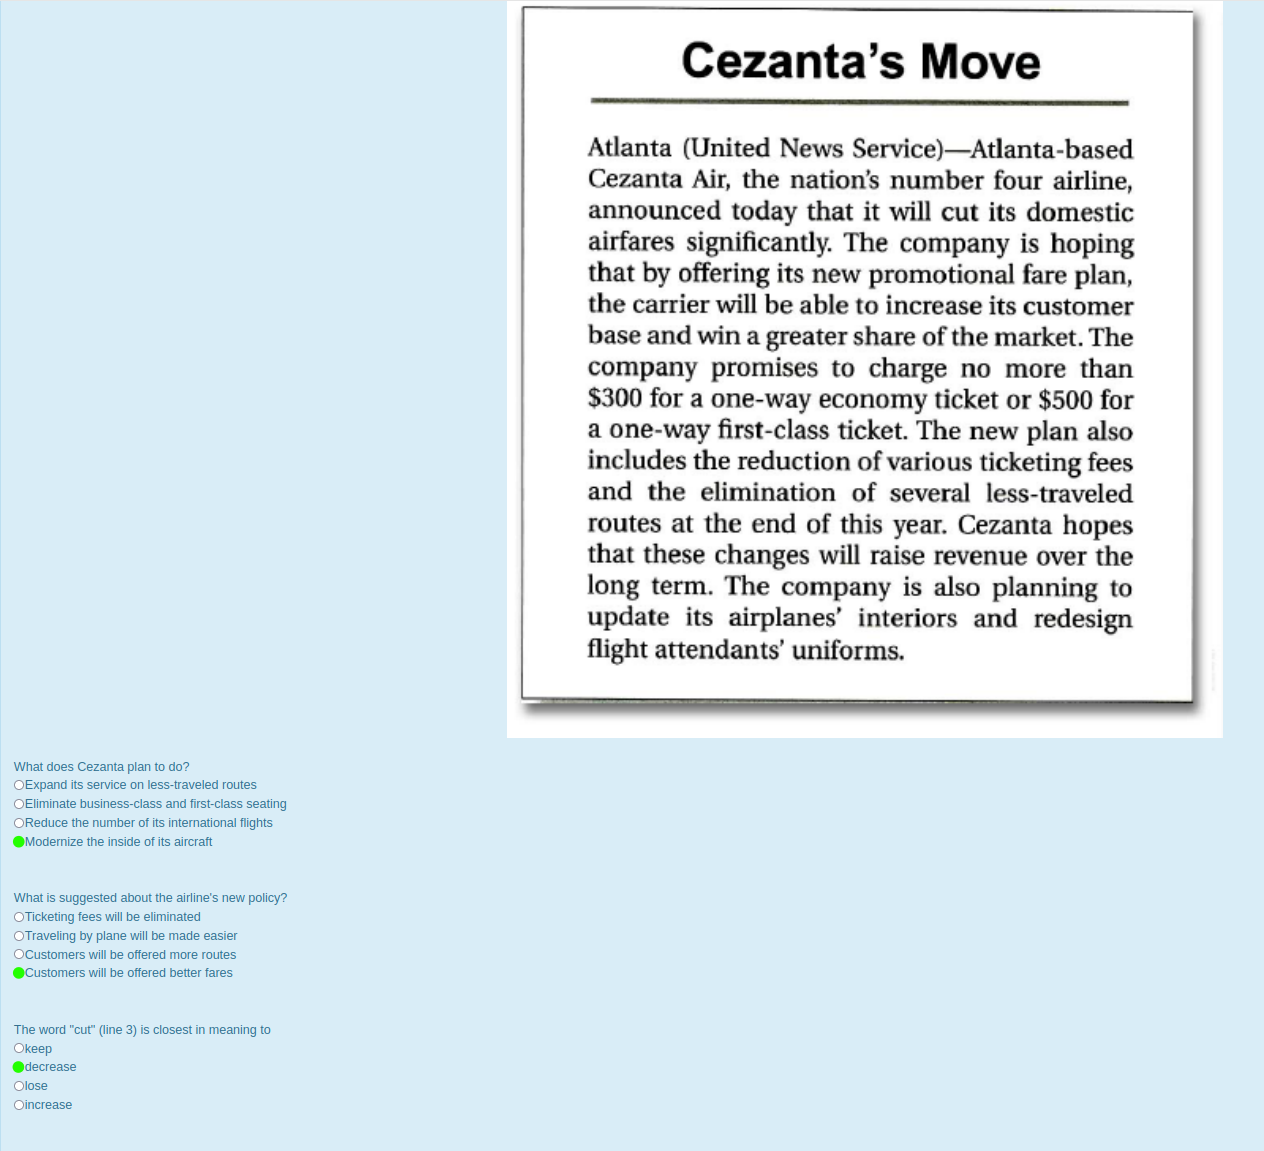 Cezanta's Move
Atlanta (United News Service)—Atlanta-based
Cezanta Air, the nation's number four airline,
announced today that it will cut its domestic
airfares significantly. The company is hoping
that by offering its new promotional fare plan,
the carrier will be able to increase its customer
base and win a greater share of the market. The
company promises to charge no more than
$300 for a one-way economy ticket or $500 for
a one-way first-class ticket. The new plan also
includes the reduction of various ticketing fees
and the elimination of several less-traveled
routes at the end of this year. Cezanta hopes
that these changes will raise revenue over the
long term. The company is also planning to
update its airplanes' interiors and redesign
flight attendants' uniforms.
What does Cezanta plan to do?
Expand its service on less-traveled routes
Eliminate business-class and first-class seating
Reduce the number of its international flights
Modernize the inside of its aircraft
What is suggested about the airline's new policy?
Ticketing fees will be eliminated
Traveling by plane will be made easier
Customers will be offered more routes
Customers will be offered better fares
The word "cut" (line 3) is closest in meaning to
keep
decrease
lose
increase